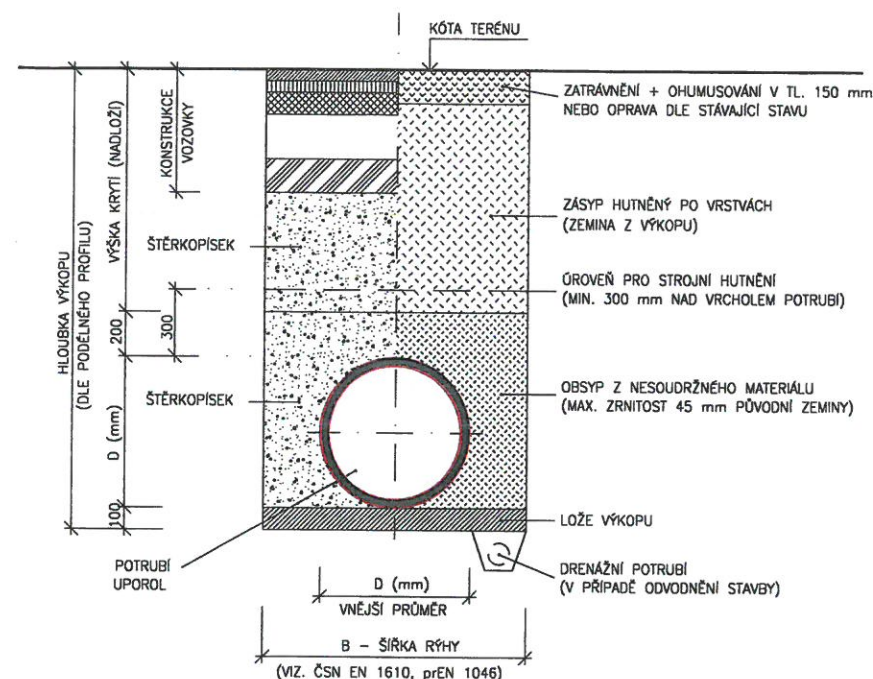 KÓTA TERÉNU
ZATRÁVNĚNÍ + OHUMUSOVÁNÍ V TL. 150 mm
NEBO OPRAVA DLE STÁVAJÍCÍ STAVU
KONSTRUKCE
VOZOVKY
VÝŠKA KRYTÍ (NADLOŽÍ)
HLOUBKA VÝKOPU
(DLE PODÉLNÉHO PROFILU)
ZÁSYP HUTNĚNÝ PO VRSTVÁCH
(ZEMINA Z VÝKOPU)
ŠTĚRKOPÍSEK
ÚROVEŇ PRO STROJNÍ HUTNĚNÍ
(MIN. 300 mm NAD VRCHOLEM POTRUBÍ)
200
300
ŠTĚRKOPÍSEK
OBSYP Z NESOUDRŽNÉHO MATERIÁLU
(MAX. ZRNITOST 45 mm PŮVODNÍ ZEMINY)
D (mm)
100
LOŽE VÝKOPU
POTRUBÍ
UPOROL
DRENÁŽNÍ POTRUBÍ
(V PŘÍPADĚ ODVODNĚNÍ STAVBY)
D (mm)
VNĚJŠÍ PRŮMĚR
B - ŠÍŘKA RÝHY
(VIZ. ČSN EN 1610, prEN 1046)